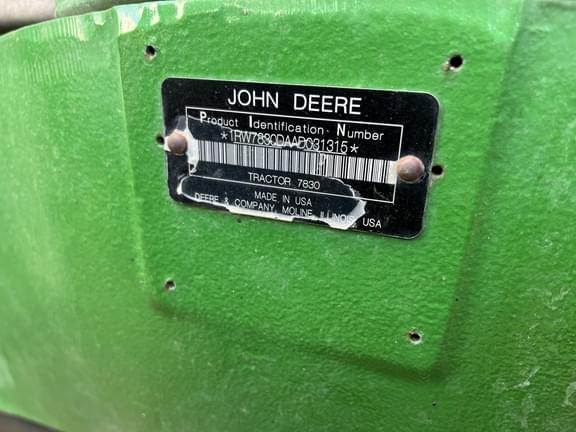 JOHN DEERE
Product Identification Number
*1RW7830DAAD031315*
TRACTOR 7830
MADE IN USA
DEERE & COMPANY MOLINE, ILLINOIS, USA